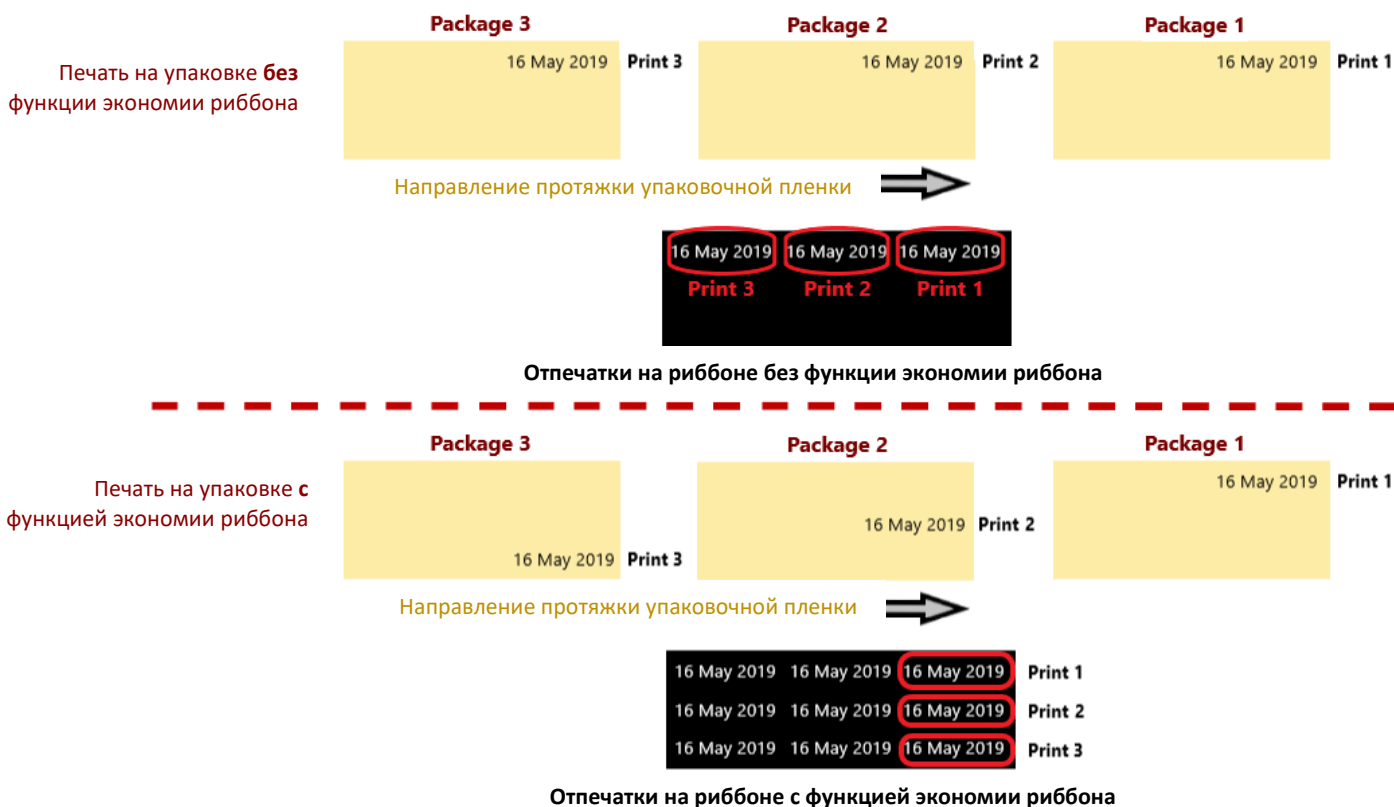 Package 3 Package 2 Package 1
Печать на упаковке без
функции экономии риббона
16 May 2019 Print 3 16 May 2019 Print 2 16 May 2019 Print 1
Направление протяжки упаковочной пленки
16 May 2019 16 May 2019 16 May 2019
Print 3 Print 2 Print 1
Отпечатки на риббоне без функции экономии риббона
Package 3 Package 2 Package 1
Печать на упаковке с
функцией экономии риббона
16 May 2019 Print 1
16 May 2019 Print 2
16 May 2019 Print 3
Направление протяжки упаковочной пленки
16 May 2019 16 May 2019 16 May 2019 Print 1
16 May 2019 16 May 2019 16 May 2019 Print 2
16 May 2019 16 May 2019 16 May 2019 Print 3
Отпечатки на риббоне с функцией экономии риббона